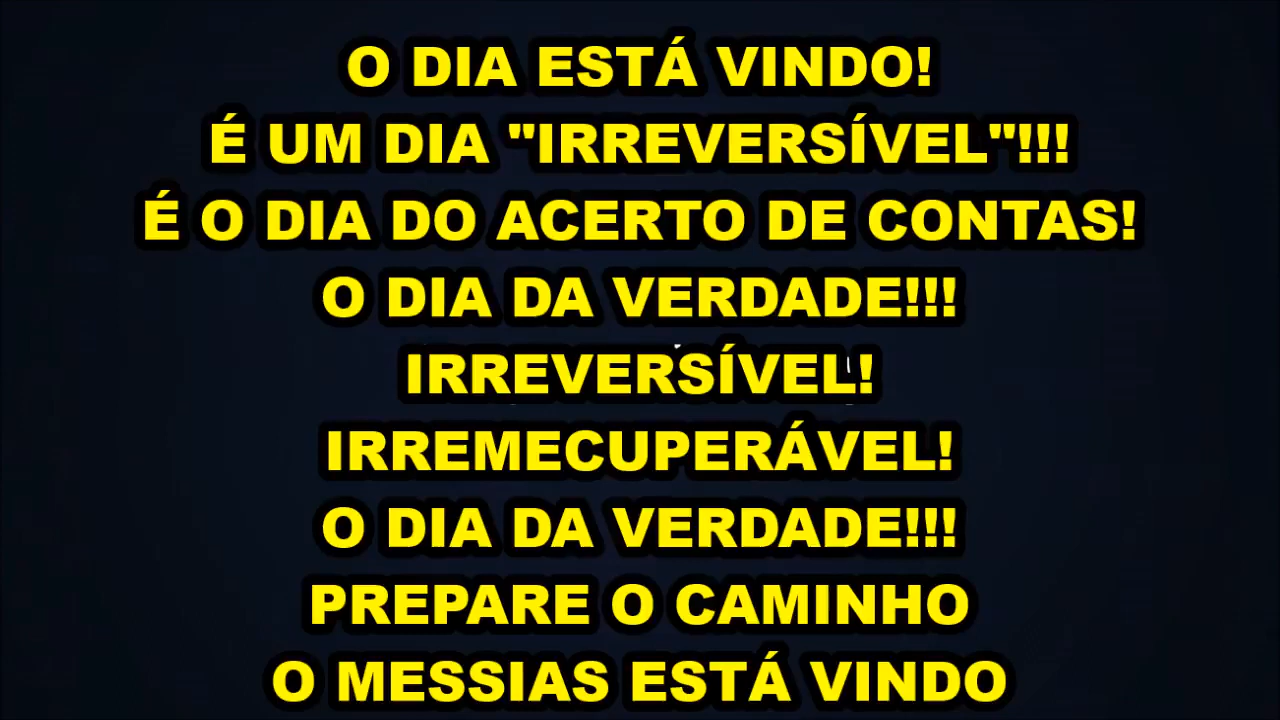 O DIA ESTÁ VINDO!
É UM DIA "IRREVERSÍVEL"!!!
É O DIA DO ACERTO DE CONTAS!
O DIA DA VERDADE!!!
IRREVERSÍVEL!
IRREMECUPERÁVEL!
O DIA DA VERDADE!!!
PREPARE O CAMINHO
O MESSIAS ESTÁ VINDO